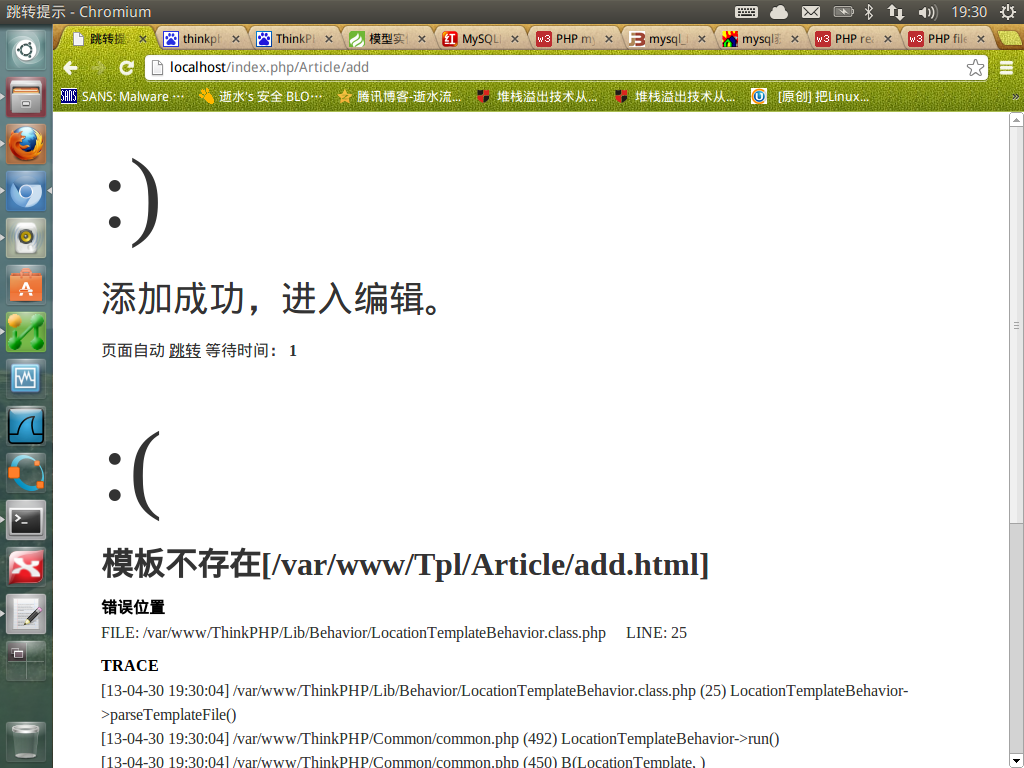 跳转提示 - Chromium
19:30
跳转提
thinkph
ThinkPH
模型实
MySQLi
PHP my
mysql_
mysql
PHP rea
PHP file
localhost/index.php/Article/add
SANS: Malware ...
逝水's 安全 BLO...
腾讯博客-逝水流...
堆栈溢出技术从...
堆栈溢出技术从...
[原创] 把Linux...
»
:)
添加成功，进入编辑。
页面自动 跳转 等待时间： 1
:(
模板不存在[/var/www/Tpl/Article/add.html]
错误位置
FILE: /var/www/ThinkPHP/Lib/Behavior/LocationTemplateBehavior.class.php LINE: 25
TRACE
[13-04-30 19:30:04] /var/www/ThinkPHP/Lib/Behavior/LocationTemplateBehavior.class.php (25) LocationTemplateBehavior-
>parseTemplateFile()
[13-04-30 19:30:04] /var/www/ThinkPHP/Common/common.php (492) LocationTemplateBehavior->run()
[13-04-30 19:30:04] /var/www/ThinkPHP/Common/common.php (450) B(LocationTemplate, )